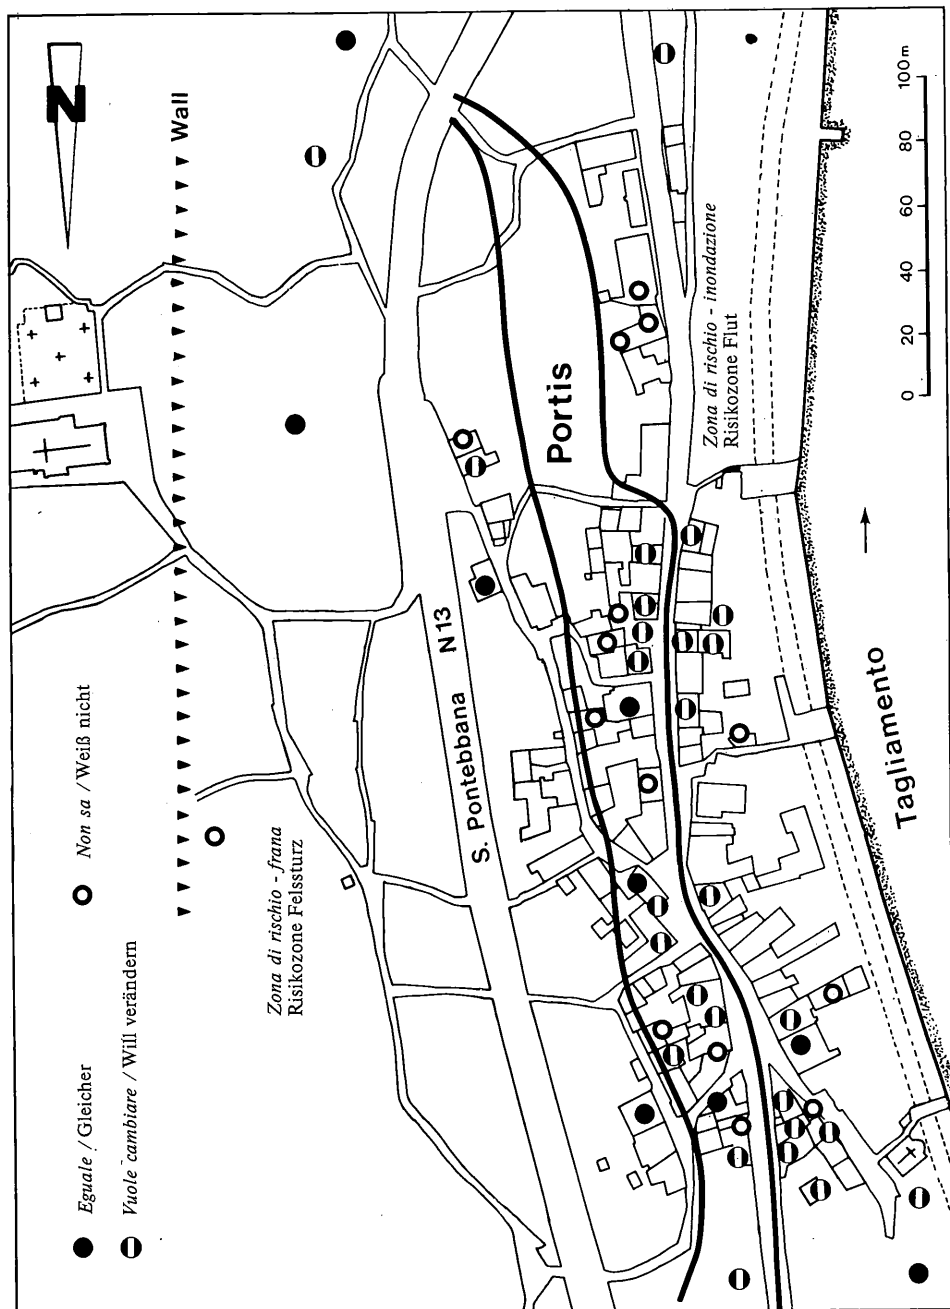 N
Wall
Eguale / Gleicher
Vuole cambiare / Will verändern
Non sa / Weiß nicht
Zona di rischio - frana
Risikozone Felssturz
S. Pontebbana N 13
Portis
Zona di rischio - inondazione
Risikozone Flut
Tagliamento
0 20 40 60 80 100 m